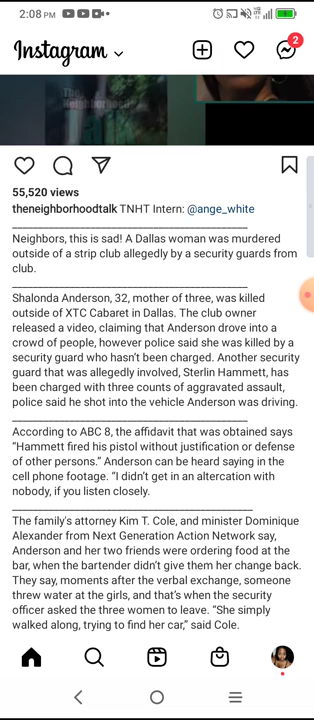 2:08 PM
Instagram
2
The
Neighborhood
55,520 views
theneighborhoodtalk TNHT Intern: @ange_white
Neighbors, this is sad! A Dallas woman was murdered
outside of a strip club allegedly by a security guards from
club.
Shalonda Anderson, 32, mother of three, was killed
outside of XTC Cabaret in Dallas. The club owner
released a video, claiming that Anderson drove into a
crowd of people, however police said she was killed by a
security guard who hasn't been charged. Another security
guard that was allegedly involved, Sterlin Hammett, has
been charged with three counts of aggravated assault,
police said he shot into the vehicle Anderson was driving.
According to ABC 8, the affidavit that was obtained says
“Hammett fired his pistol without justification or defense
of other persons.” Anderson can be heard saying in the
cell phone footage. “I didn't get in an altercation with
nobody, if you listen closely.
The family's attorney Kim T. Cole, and minister Dominique
Alexander from Next Generation Action Network say,
Anderson and her two friends were ordering food at the
bar, when the bartender didn't give them her change back.
They say, moments after the verbal exchange, someone
threw water at the girls, and that's when the security
officer asked the three women to leave. “She simply
walked along, trying to find her car,” said Cole.